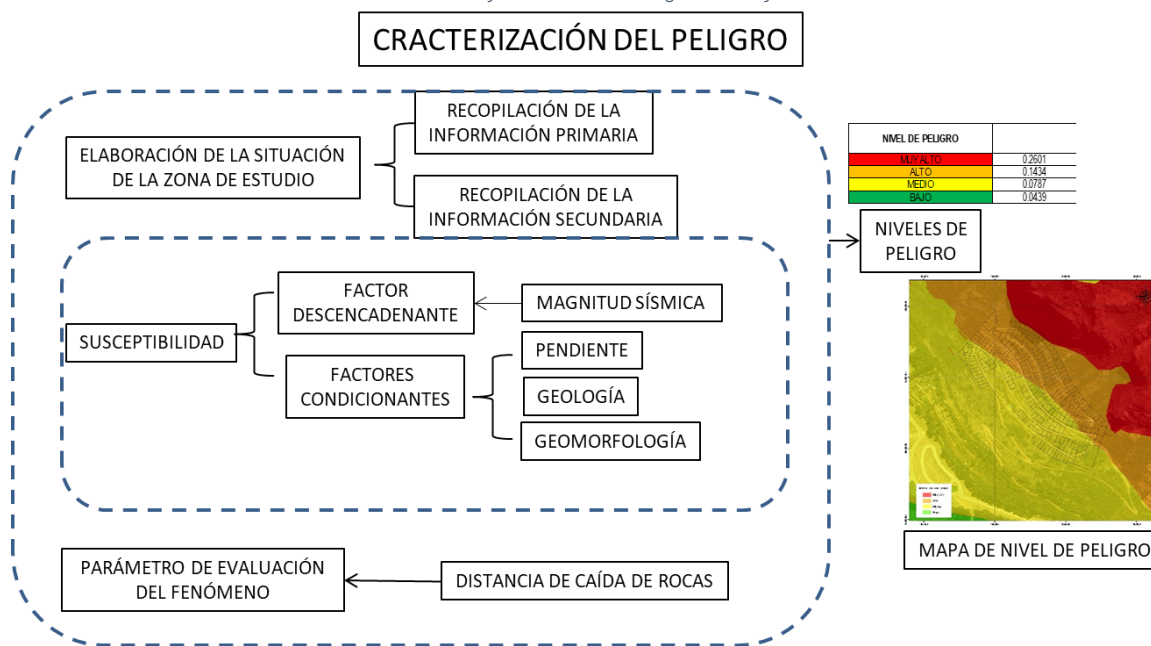 CRACTERIZACIÓN DEL PELIGRO
RECOPILACIÓN DE LA
INFORMACIÓN PRIMARIA
ELABORACIÓN DE LA SITUACIÓN
DE LA ZONA DE ESTUDIO
RECOPILACIÓN DE LA
INFORMACIÓN SECUNDARIA
NIVEL DE PELIGRO
MUY ALTO 0.2601
ALTO 0.1434
MEDIO 0.0787
BAJO 0.0439
NIVELES DE
PELIGRO
FACTOR
DESCENCADENANTE
MAGNITUD SÍSMICA
SUSCEPTIBILIDAD
FACTORES
CONDICIONANTES
PENDIENTE
GEOLOGÍA
GEOMORFOLOGÍA
MAPA DE NIVEL DE PELIGRO
PARÁMETRO DE EVALUACIÓN
DEL FENÓMENO
DISTANCIA DE CAÍDA DE ROCAS